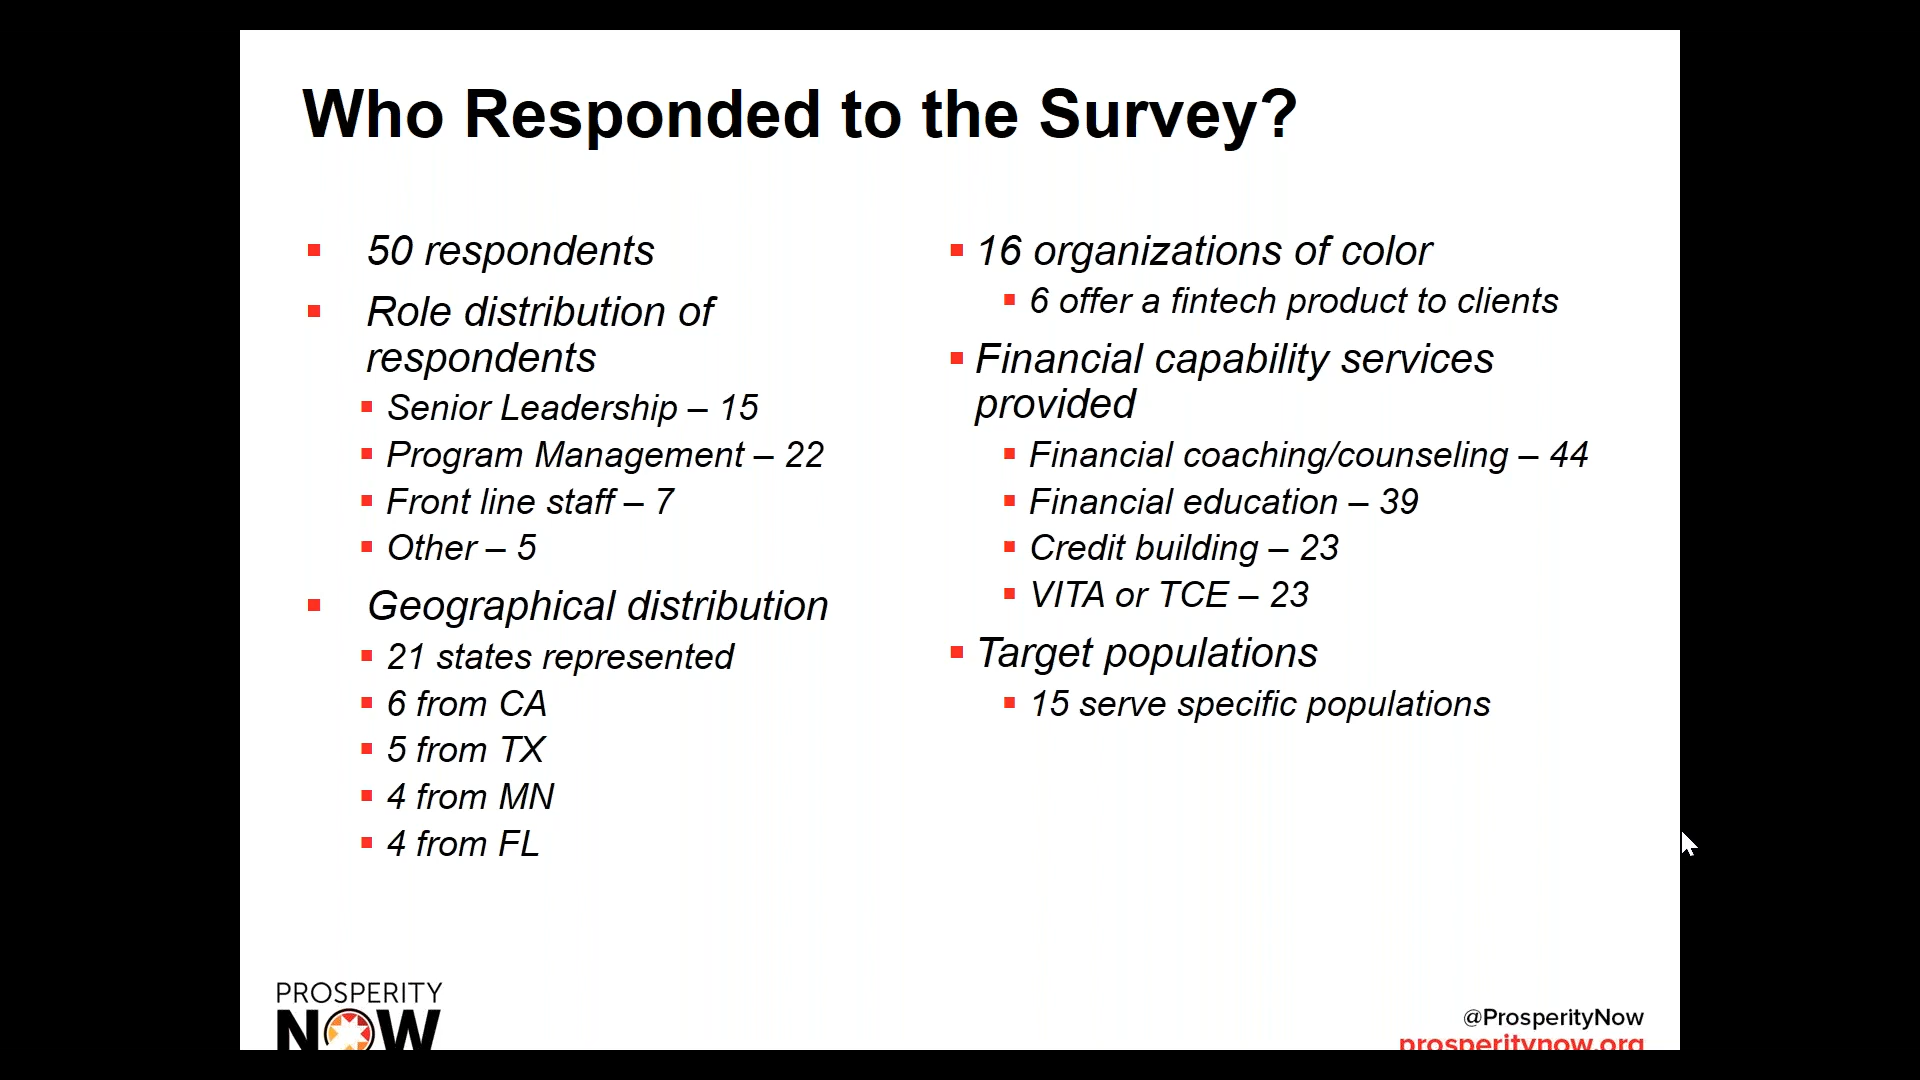 Who Responded to the Survey?
50 respondents
Role distribution of
respondents
Senior Leadership – 15
Program Management – 22
Front line staff – 7
Other – 5
Geographical distribution
21 states represented
6 from CA
5 from TX
4 from MN
4 from FL
16 organizations of color
6 offer a fintech product to clients
Financial capability services
provided
Financial coaching/counseling – 44
Financial education – 39
Credit building – 23
VITA or TCE – 23
Target populations
15 serve specific populations
PROSPERITY
NOW
@ProsperityNow
prosperitynow.org